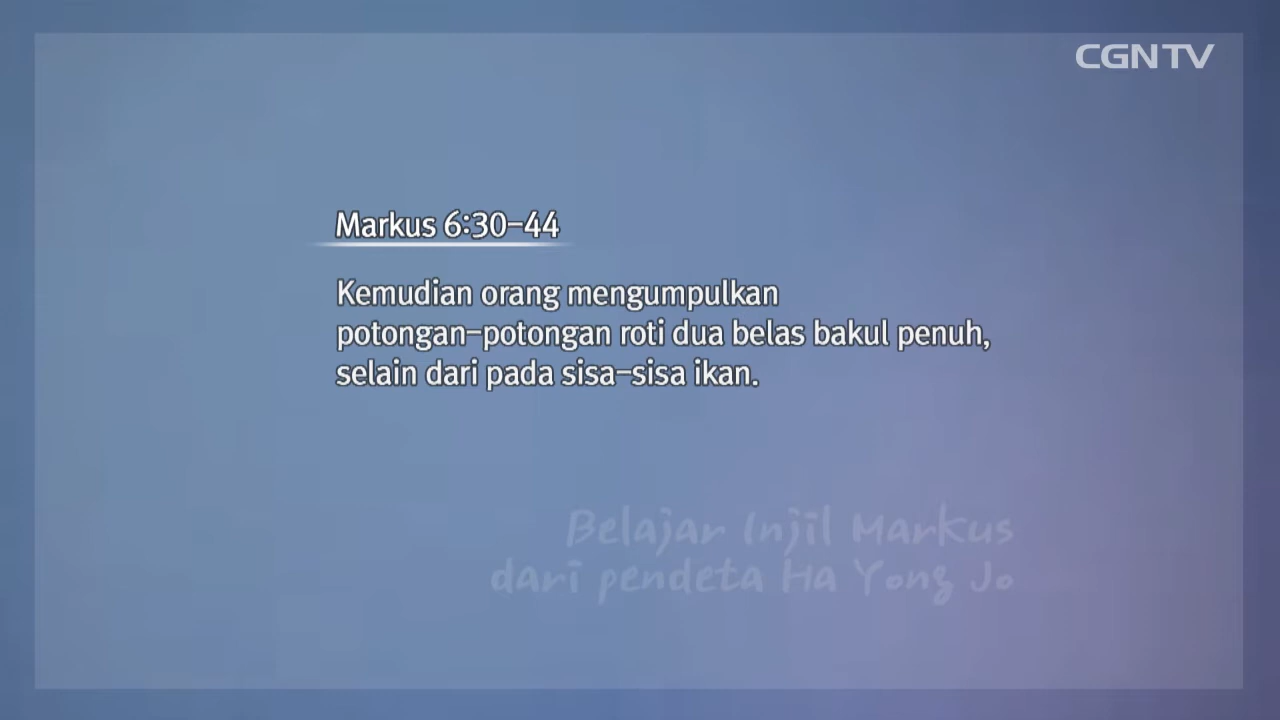 CGNTV
Markus 6:30-44
Kemudian orang mengumpulkan
potongan-potongan roti dua belas bakul penuh,
selain dari pada sisa-sisa ikan.
Belajar Injil Markus
dari pendeta Ha Yong Jo